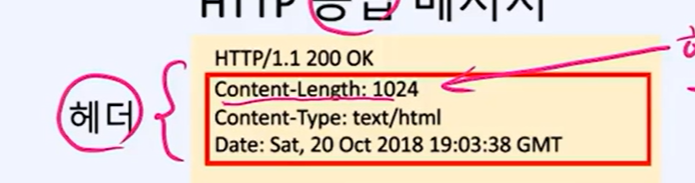 HTTP 응답 메시지
HTTP/1.1 200 OK
Content-Length: 1024
헤더
Content-Type: text/html
Date: Sat, 20 Oct 2018 19:03:38 GMT